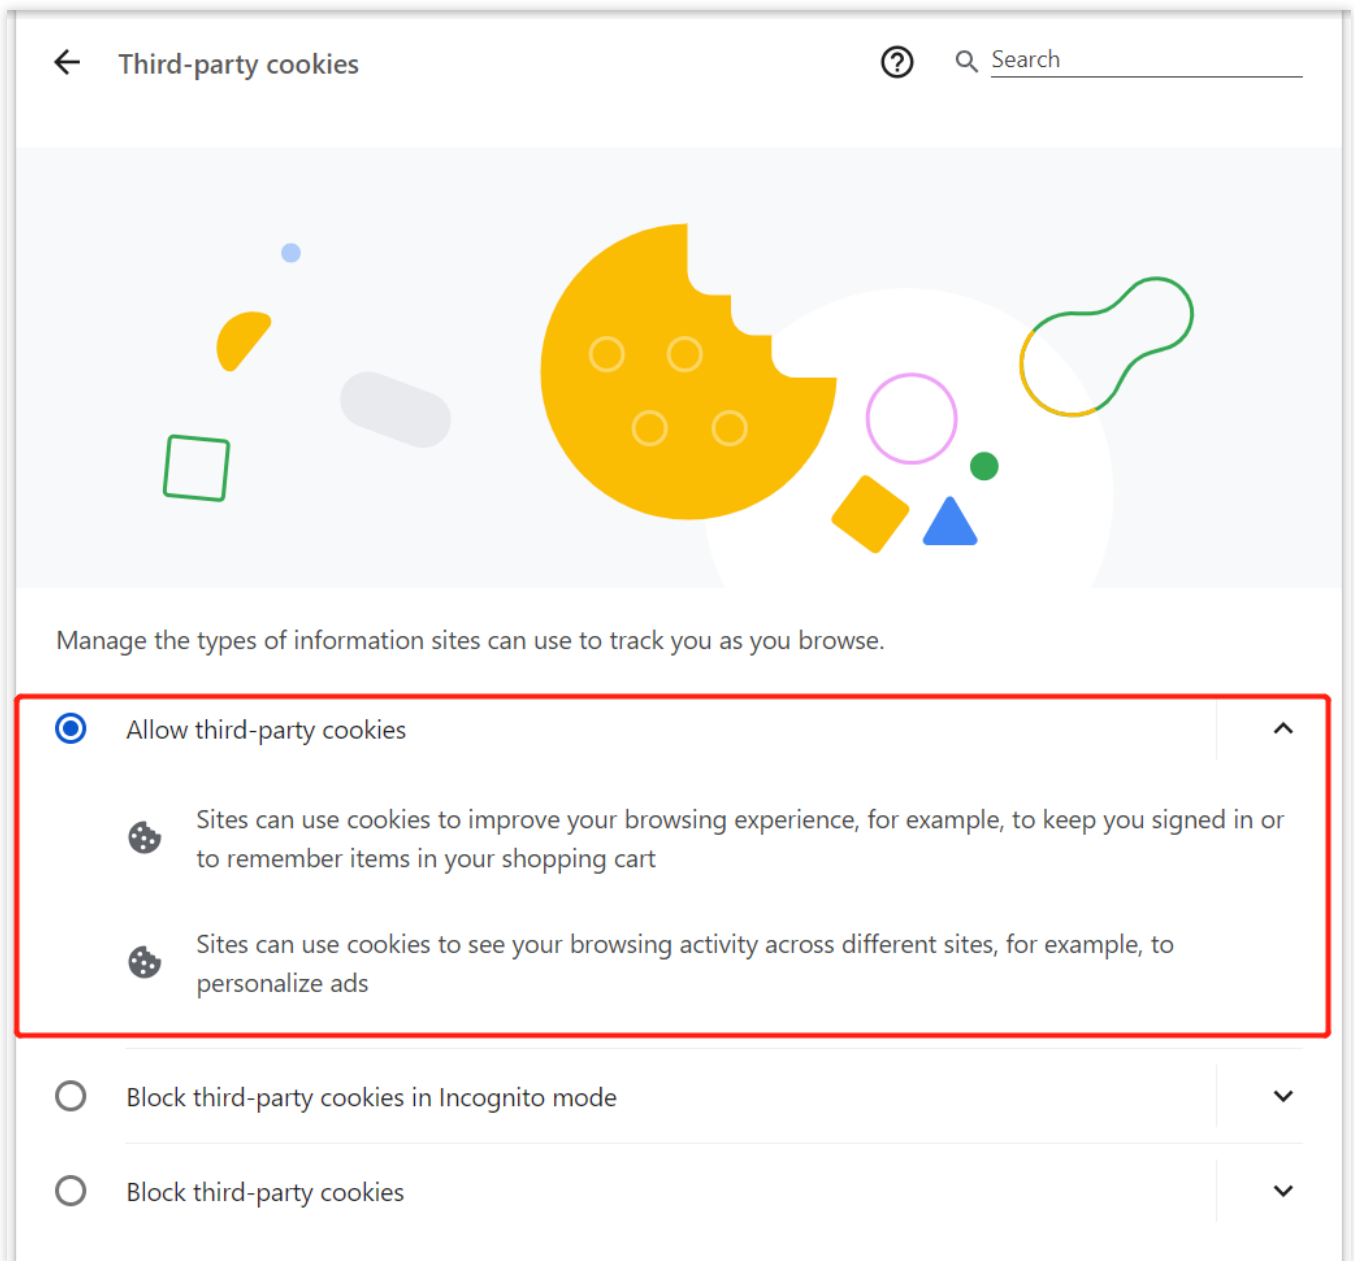 Third-party cookies
Search
Manage the types of information sites can use to track you as you browse.
Allow third-party cookies
Sites can use cookies to improve your browsing experience, for example, to keep you signed in or
to remember items in your shopping cart
Sites can use cookies to see your browsing activity across different sites, for example, to
personalize ads
Block third-party cookies in Incognito mode
Block third-party cookies